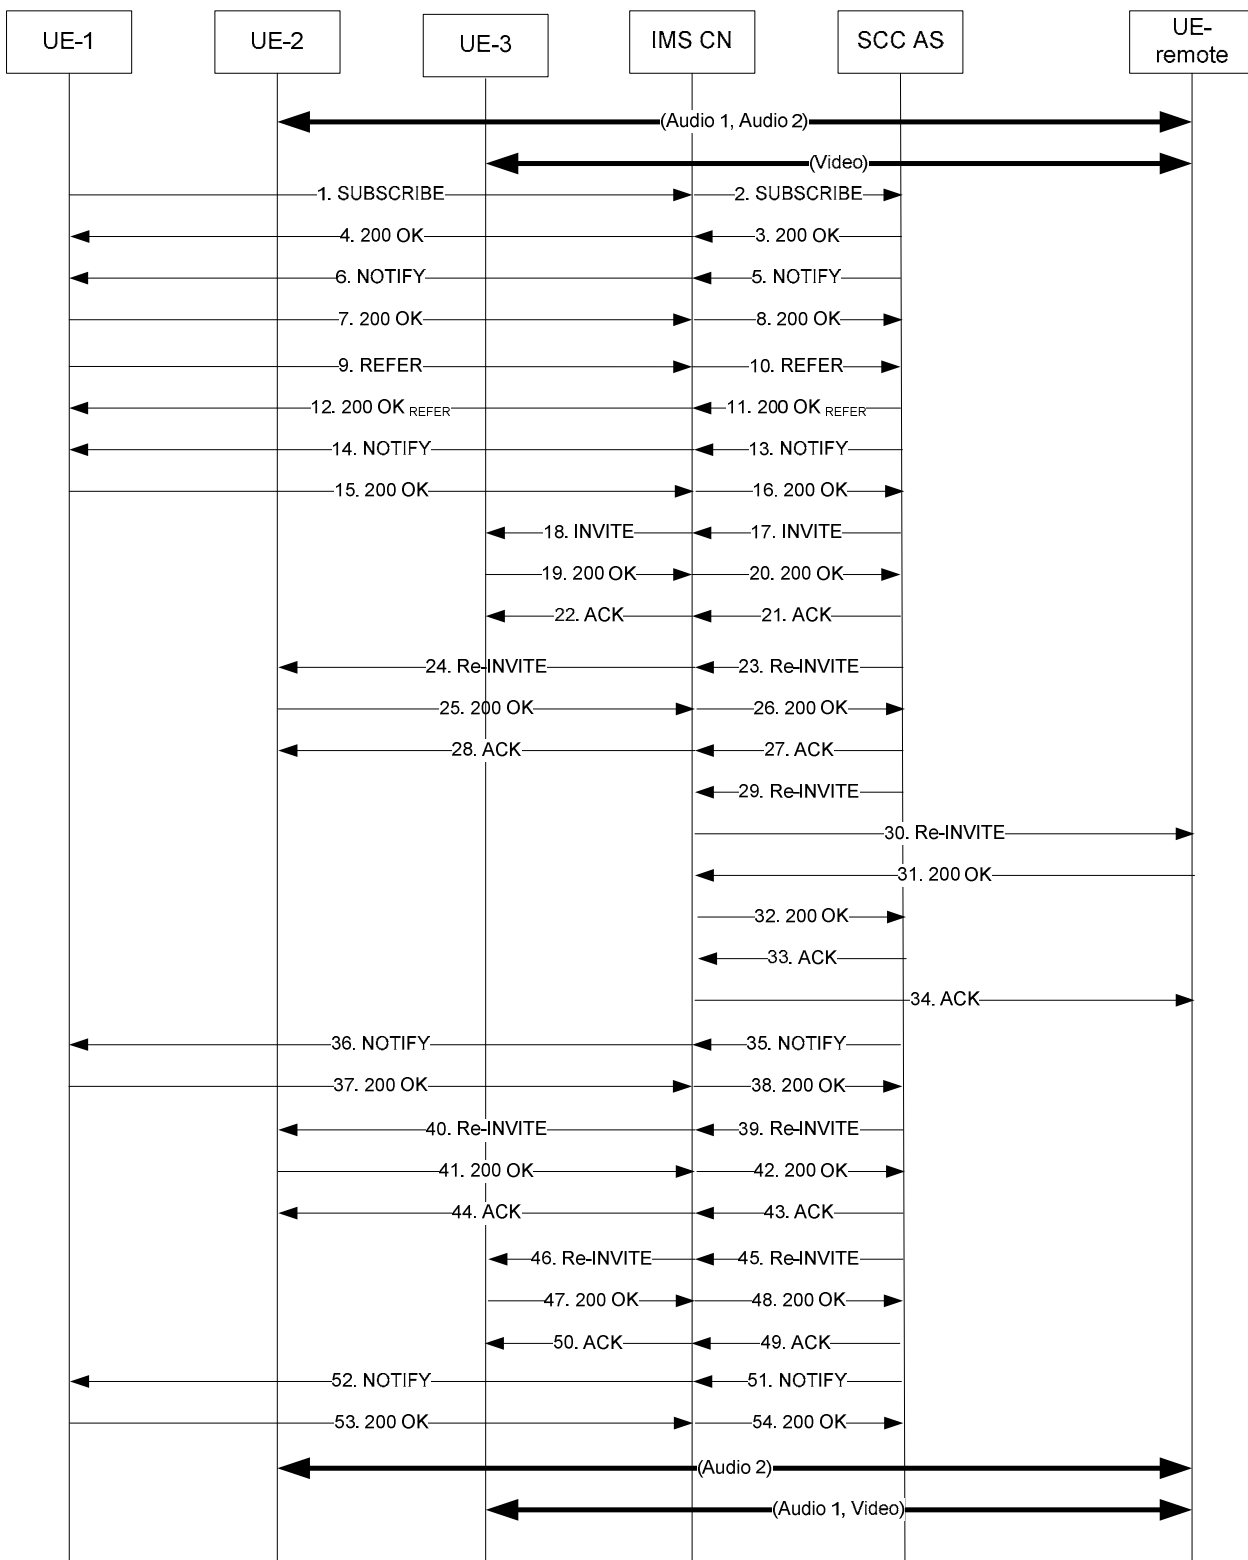 UE-1
UE-2
UE-3
IMS CN
SCC AS
UE-
remote
(Audio 1, Audio 2)
(Video)
1. SUBSCRIBE
2. SUBSCRIBE
4. 200 OK
3. 200 OK
6. NOTIFY
5. NOTIFY
7. 200 OK
8. 200 OK
9. REFER
10. REFER
12. 200 OK REFER
11. 200 OK REFER
14. NOTIFY
13. NOTIFY
15. 200 OK
16. 200 OK
18. INVITE
17. INVITE
19. 200 OK
20. 200 OK
22. ACK
21. ACK
24. Re-INVITE
23. Re-INVITE
25. 200 OK
26. 200 OK
28. ACK
27. ACK
29. Re-INVITE
30. Re-INVITE
31. 200 OK
32. 200 OK
33. ACK
34. ACK
36. NOTIFY
35. NOTIFY
37. 200 OK
38. 200 OK
40. Re-INVITE
39. Re-INVITE
41. 200 OK
42. 200 OK
44. ACK
43. ACK
46. Re-INVITE
45. Re-INVITE
47. 200 OK
48. 200 OK
50. ACK
49. ACK
52. NOTIFY
51. NOTIFY
53. 200 OK
54. 200 OK
(Audio 2)
(Audio 1, Video)